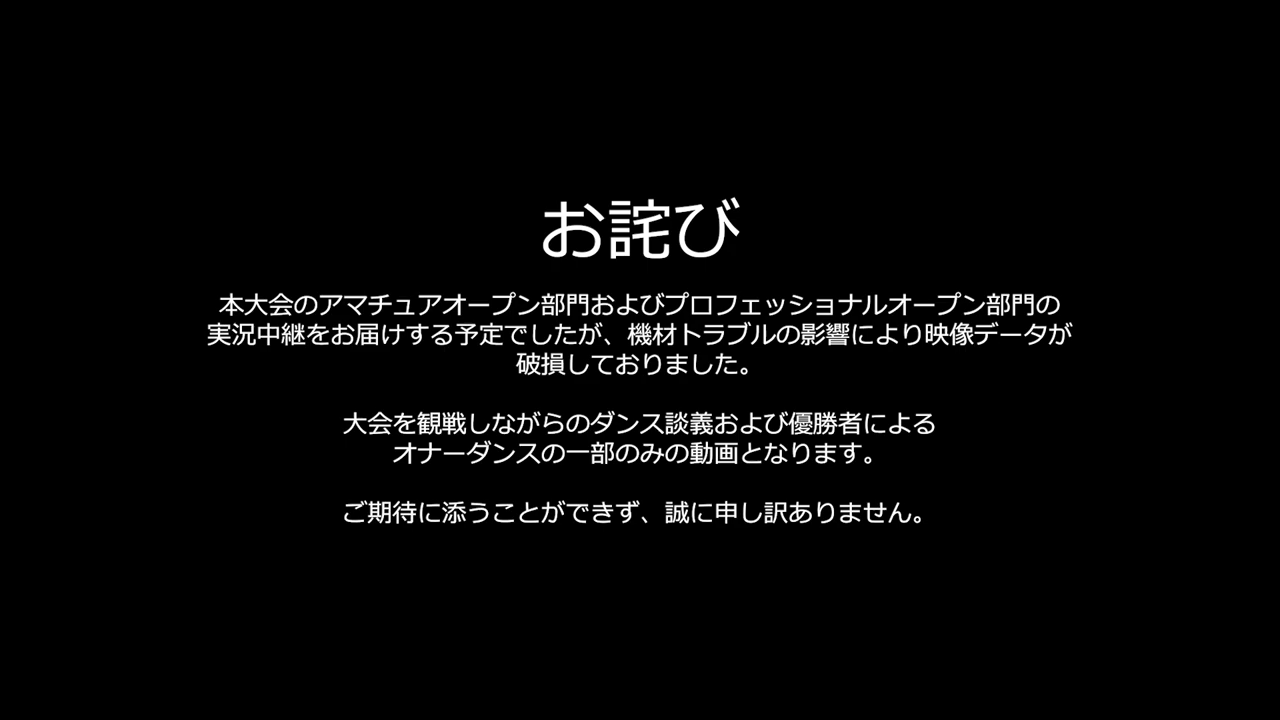 お詫び
本大会のアマチュアオープン部門およびプロフェッショナルオープン部門の
実況中継をお届けする予定でしたが、機材トラブルの影響により映像データが
破損しておりました。
大会を観戦しながらのダンス談義および優勝者による
オナーダンスの一部のみの動画となります。
ご期待に添うことができず、誠に申し訳ありません。